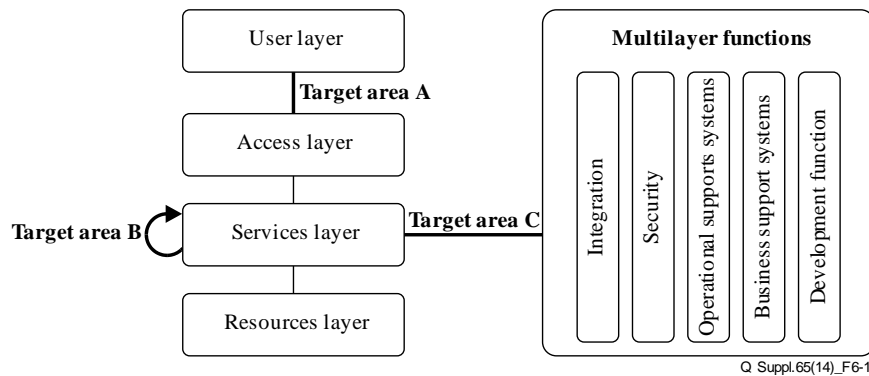 User layer
Target area A
Access layer
Target area B
Services layer
Target area C
Resources layer
Multilayer functions
Integration
Security
Operational supports systems
Business support systems
Development function
Q Suppl.65(14)_F6-1